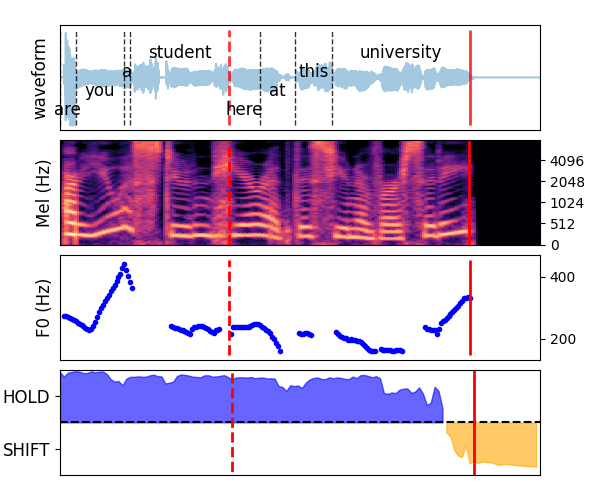 waveform
are
you
a
student
here
at
this
university
Mel (Hz)
4096
2048
1024
512
0
F0 (Hz)
400
200
HOLD
SHIFT